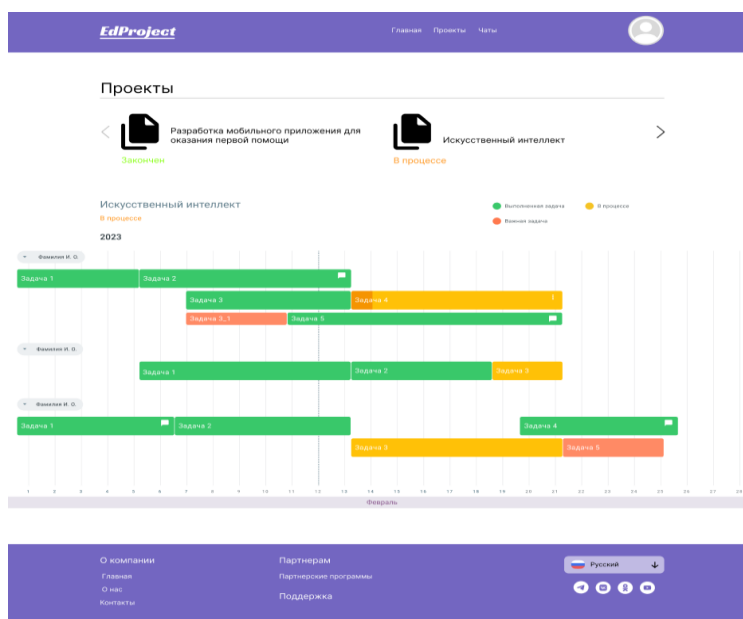 EdProject
Главная Проекты Чаты
Проекты
Разработка мобильного приложения для
оказания первой помощи
Закончен
Искусственный интеллект
В процессе
Искусственный интеллект
В процессе
Выполненная задача
В процессе
Важная задача
2023
Фамилия И. О.
Задача 1
Задача 2
Задача 3
Задача 4
Задача 3_1
Задача 5
Фамилия И. О.
Задача 1
Задача 2
Задача 3
Фамилия И. О.
Задача 1
Задача 2
Задача 4
Задача 3
Задача 5
1 2 3 4 5 6 7 8 9 10 11 12 13 14 15 16 17 18 19 20 21 22 23 24 25 26 27 28
Февраль
О компании
Главная
О нас
Контакты
Партнерам
Партнерские программы
Поддержка
Русский